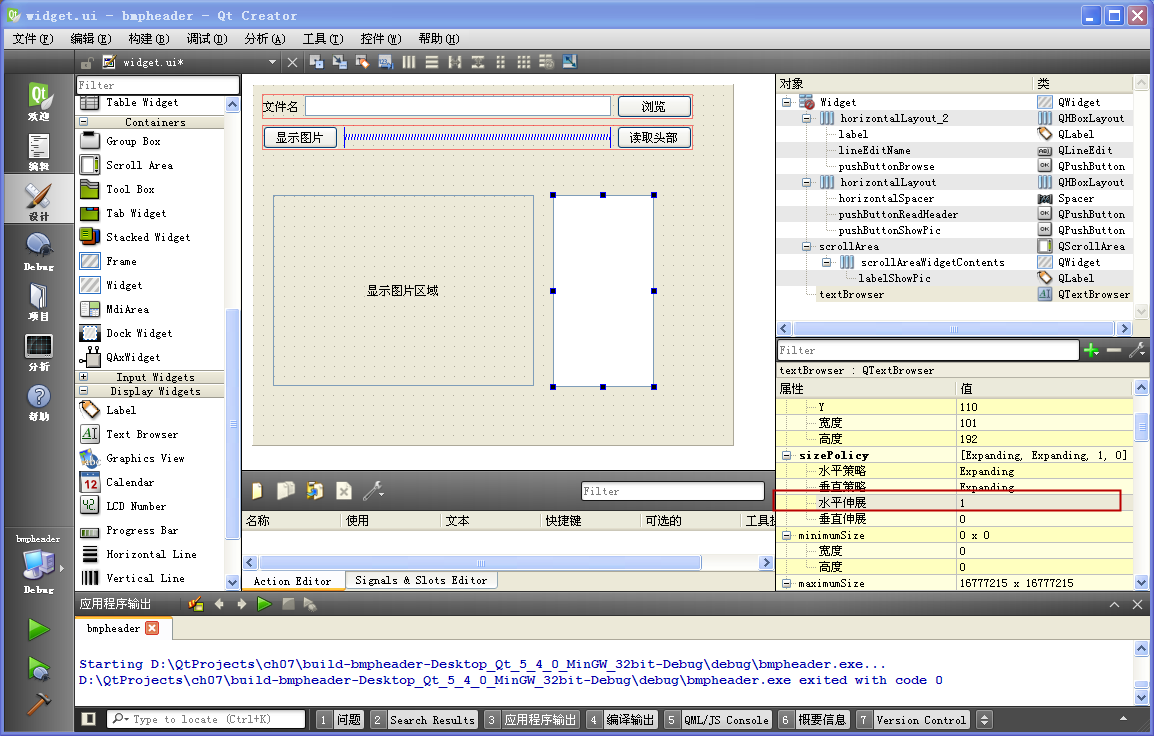 widget.ui - bmpheader - Qt Creator
文件(F) 编辑(E) 构建(B) 调试(D) 分析(A) 工具(T) 控件(W) 帮助(H)
widget.ui*
欢迎
编辑
设计
Debug
项目
分析
帮助
bmpheader
Debug
Filter
Table Widget
Containers
Group Box
Scroll Area
Tool Box
Tab Widget
Stacked Widget
Frame
Widget
MdiArea
Dock Widget
QAxWidget
Input Widgets
Display Widgets
Label
Text Browser
Graphics View
Calendar
LCD Number
Progress Bar
Horizontal Line
Vertical Line
文件名 浏览
显示图片 读取头部
显示图片区域
Filter
名称 使用 文本 快捷键 可选的 工具
Action Editor Signals & Slots Editor
对象 类
Widget QWidget
horizontalLayout_2 QHBoxLayout
label QLabel
lineEditName QLineEdit
pushButtonBrowse QPushButton
horizontalLayout QHBoxLayout
horizontalSpacer Spacer
pushButtonReadHeader QPushButton
pushButtonShowPic QPushButton
scrollArea QScrollArea
scrollAreaWidgetContents QWidget
labelShowPic QLabel
textBrowser QTextBrowser
Filter
textBrowser : QTextBrowser
属性 值
Y 110
宽度 101
高度 192
sizePolicy [Expanding, Expanding, 1, 0]
水平策略 Expanding
垂直策略 Expanding
水平伸展 1
垂直伸展 0
minimumSize 0 x 0
宽度 0
高度 0
maximumSize 16777215 x 16777215
应用程序输出
bmpheader
Starting D:\QtProjects\ch07\build-bmpheader-Desktop_Qt_5_4_0_MinGW_32bit-Debug\debug\bmpheader.exe...
D:\QtProjects\ch07\build-bmpheader-Desktop_Qt_5_4_0_MinGW_32bit-Debug\debug\bmpheader.exe exited with code 0
Type to locate (Ctrl+K) 1 问题 2 Search Results 3 应用程序输出 4 编译输出 5 QML/JS Console 6 概要信息 7 Version Control